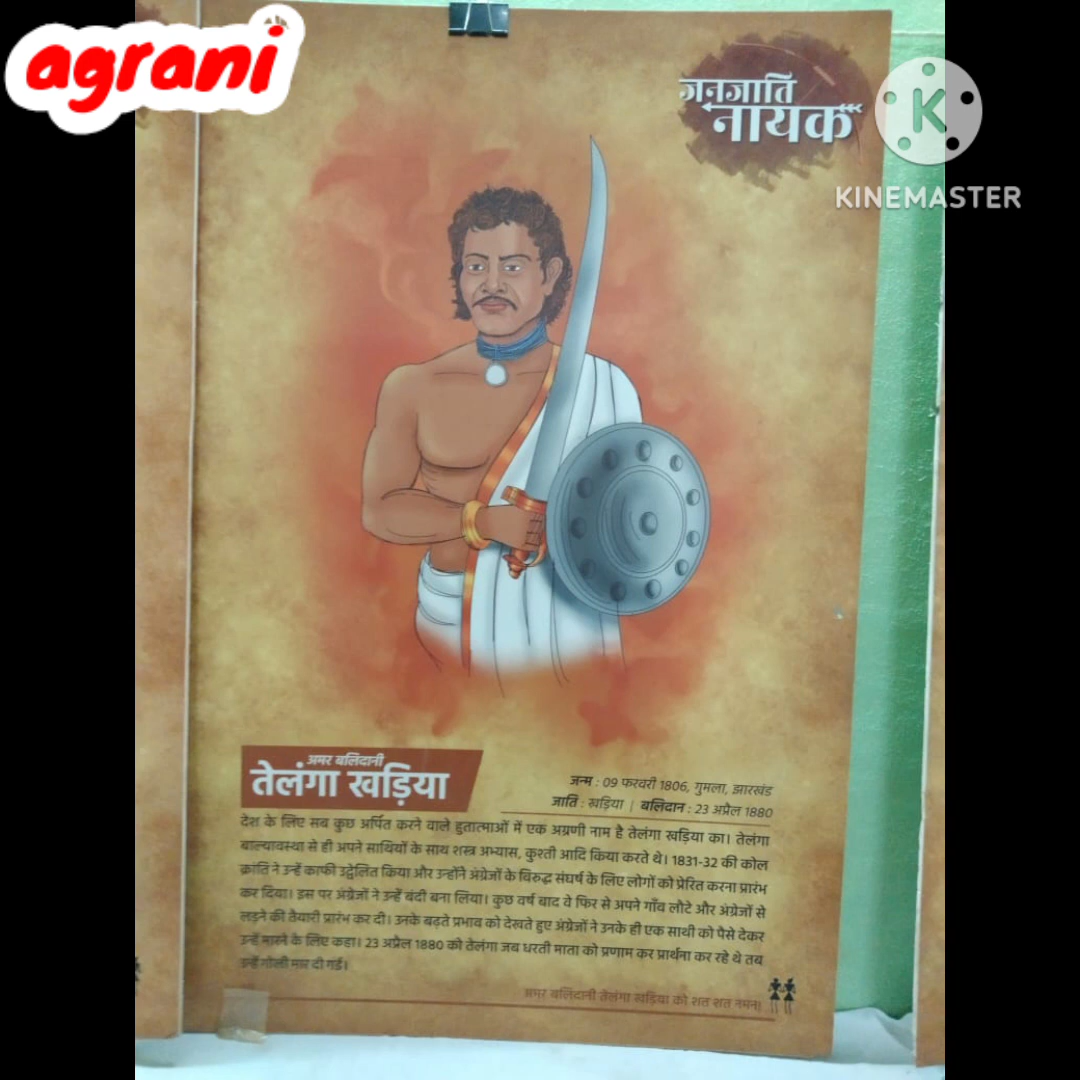 agrani
जनजाति
नायक
K
KINEMASTER
अमर बलिदानी
तेलंगा खड़िया
जन्म : 09 फरवरी 1806, गुमला, झारखंड
जाति : खड़िया | बलिदान : 23 अप्रैल 1880
देश के लिए सब कुछ अर्पित करने वाले हुतात्माओं में एक अग्रणी नाम है तेलंगा खड़िया का। तेलंगा
बाल्यावस्था से ही अपने साथियों के साथ शस्त्र अभ्यास, कुश्ती आदि किया करते थे। 1831-32 की कोल
क्रांति ने उन्हें काफी उद्वेलित किया और उन्होंने अंग्रेजों के विरुद्ध संघर्ष के लिए लोगों को प्रेरित करना प्रारंभ
कर दिया। इस पर अंग्रेजों ने उन्हें बंदी बना लिया। कुछ वर्ष बाद वे फिर से अपने गाँव लौटे और अंग्रेजों से
लड़ने की तैयारी प्रारंभ कर दी। उनके बढ़ते प्रभाव को देखते हुए अंग्रेजों ने उनके ही एक साथी को पैसे देकर
उन्हें मारने के लिए कहा। 23 अप्रैल 1880 को तेलंगा जब धरती माता को प्रणाम कर प्रार्थना कर रहे थे तब
उन्हें गोली मार दी गई।
अमर बलिदानी तेलंगा खड़िया को शत शत नमन!